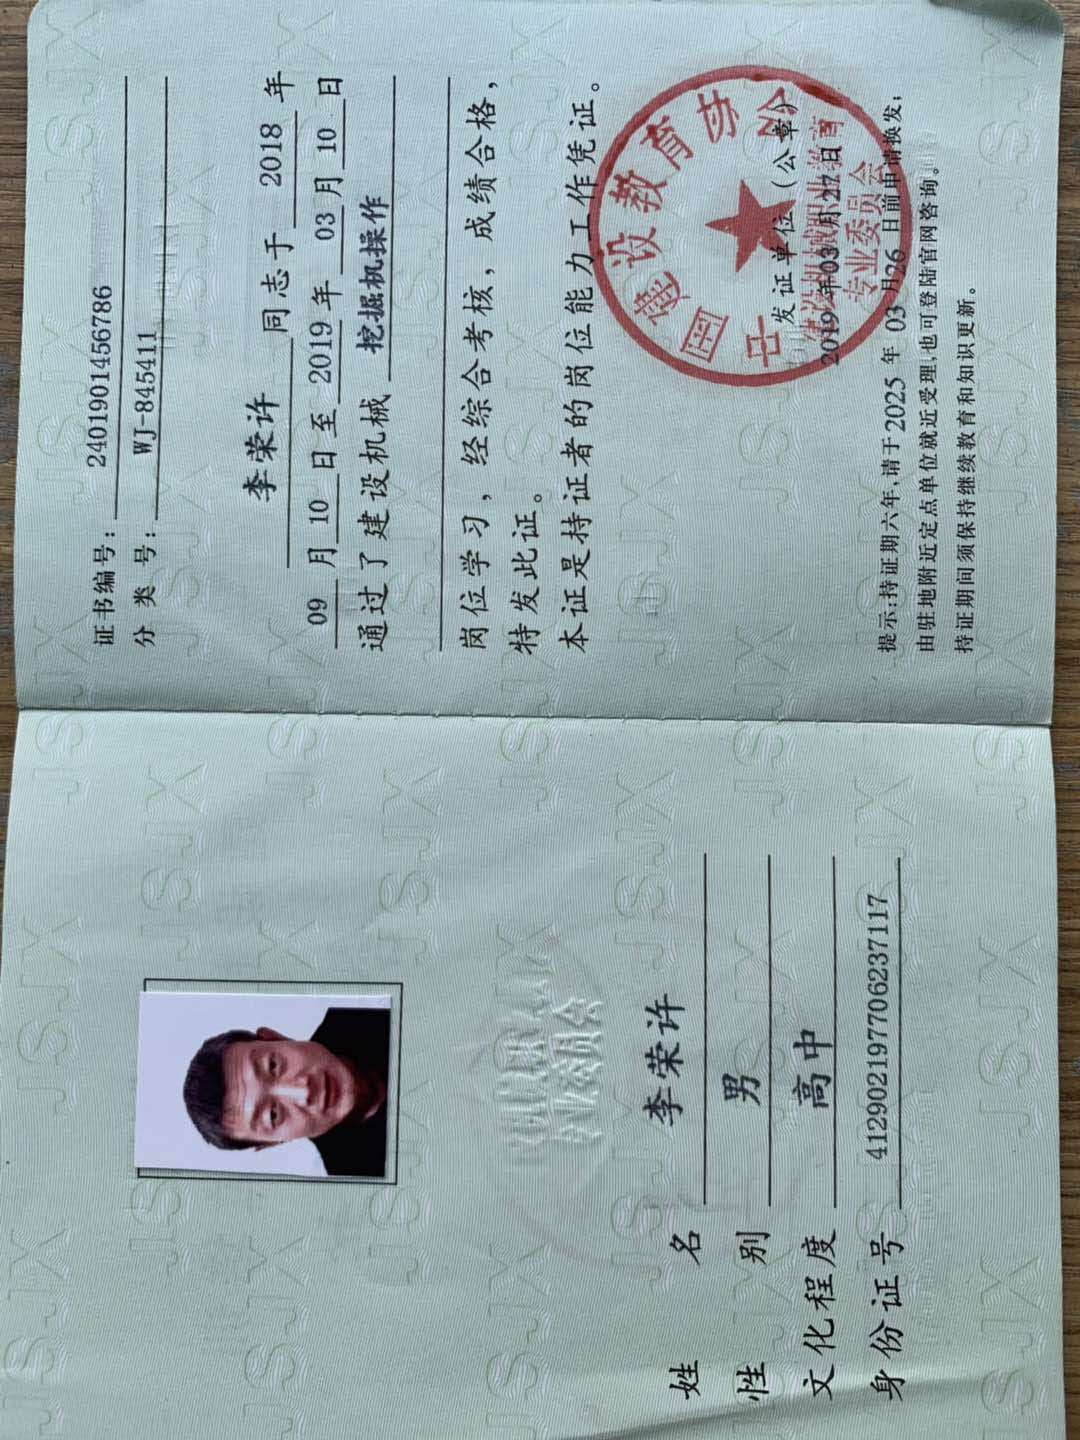 JSJX
专业委员会
姓 名 李荣许
性 别 男
文化程度 高中
身份证号 412902197706237117
证书编号: 2401901456786
分类号: WJ-845411
李荣许 同志于 2018 年
09 月 10 日至 2019 年 03 月 10 日
通过了建设机械 挖掘机操作
岗位学习，经综合考核，成绩合格，
特发此证。
本证是持证者的岗位能力工作凭证。
中国建设教育协会
发证单位（公章）
建设机械职业教育
2019 年 03 月 27 日
专业委员会
提示:持证期六年,请于 2025 年 03 月 26 日前申请换发;
由驻地附近定点单位就近受理,也可登陆官网咨询。
持证期间须保持继续教育和知识更新。